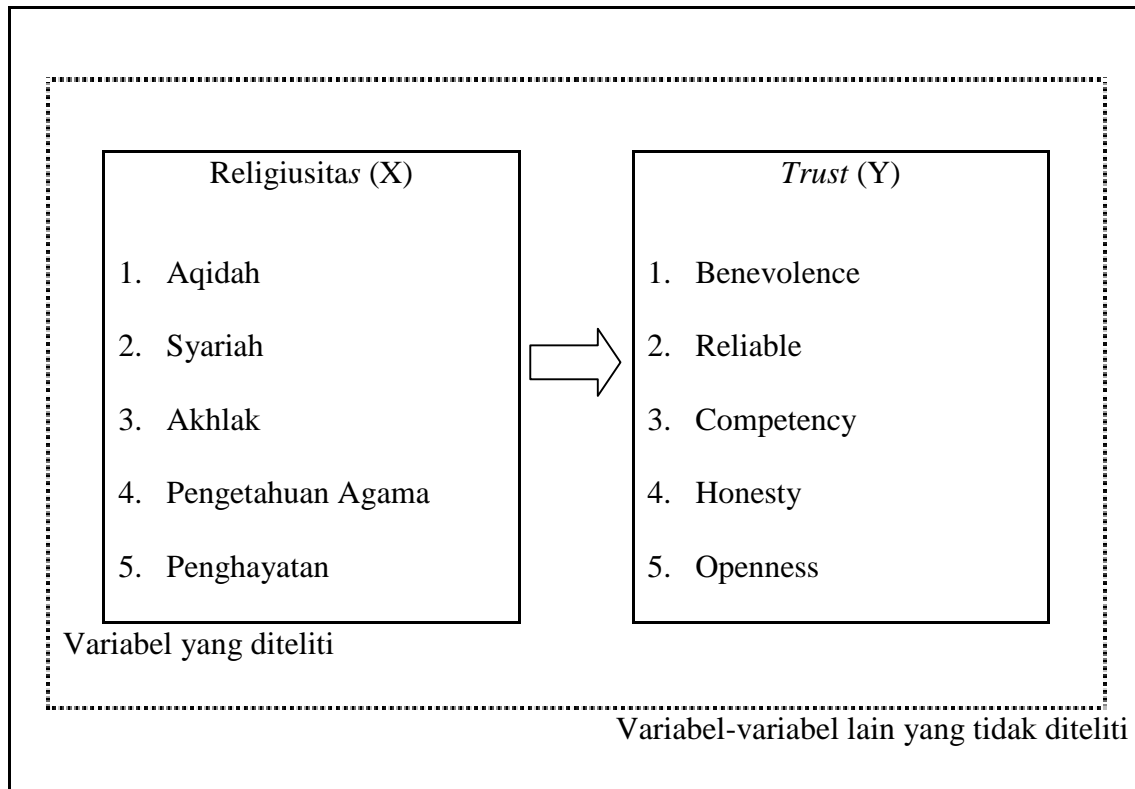 Religiusitas (X)
1. Aqidah
2. Syariah
3. Akhlak
4. Pengetahuan Agama
5. Penghayatan
Trust (Y)
1. Benevolence
2. Reliable
3. Competency
4. Honesty
5. Openness
Variabel yang diteliti
Variabel-variabel lain yang tidak diteliti